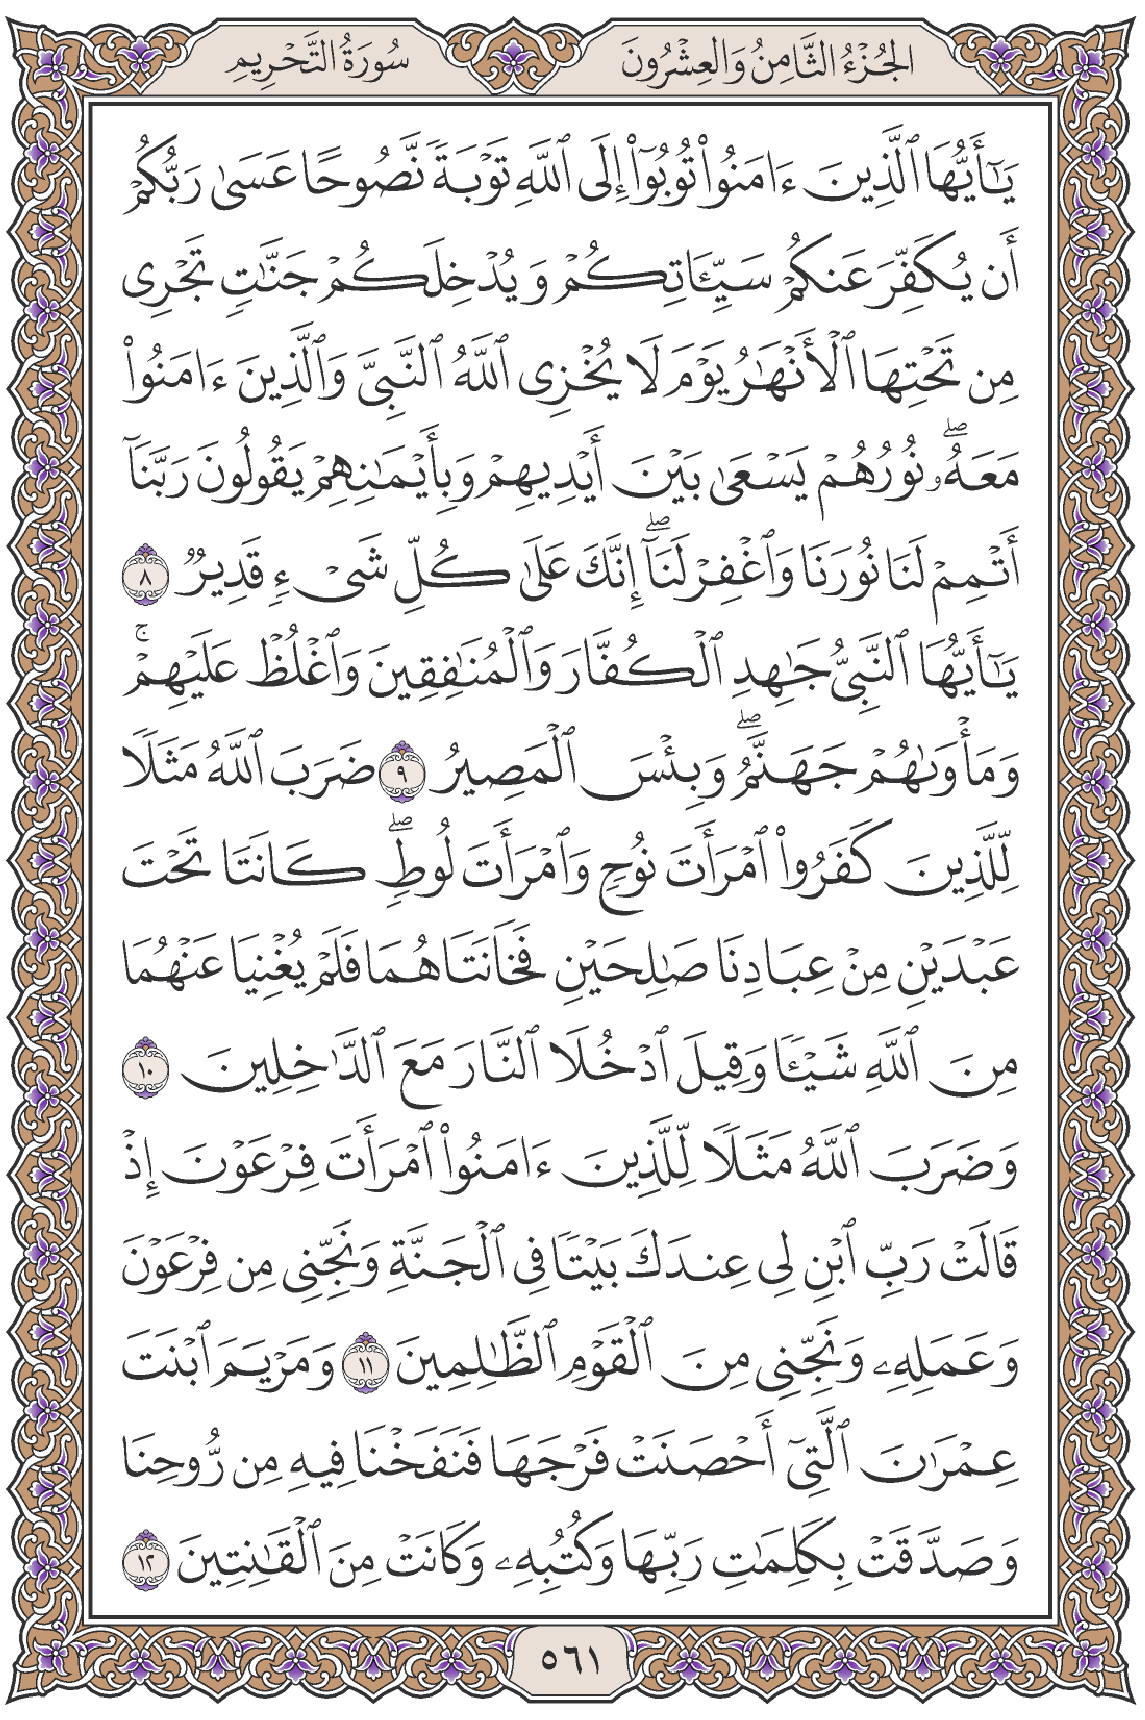 الجُزْءُ الثَّامِنُ وَالعِشْرُونَ
سُورَةُ التَّحْرِيمِ
يَٰٓأَيُّهَا ٱلَّذِينَ ءَامَنُوا۟ تُوبُوٓا۟ إِلَى ٱللَّهِ تَوْبَةً نَّصُوحًا عَسَىٰ رَبُّكُمْ
أَن يُكَفِّرَ عَنكُمْ سَيِّـَٔاتِكُمْ وَيُدْخِلَكُمْ جَنَّٰتٍ تَجْرِى
مِن تَحْتِهَا ٱلْأَنْهَٰرُ يَوْمَ لَا يُخْزِى ٱللَّهُ ٱلنَّبِىَّ وَٱلَّذِينَ ءَامَنُوا۟
مَعَهُۥۖ نُورُهُمْ يَسْعَىٰ بَيْنَ أَيْدِيهِمْ وَبِأَيْمَٰنِهِمْ يَقُولُونَ رَبَّنَآ
أَتْمِمْ لَنَا نُورَنَا وَٱغْفِرْ لَنَآۖ إِنَّكَ عَلَىٰ كُلِّ شَىْءٍ قَدِيرٌ ٨
يَٰٓأَيُّهَا ٱلنَّبِىُّ جَٰهِدِ ٱلْكُفَّارَ وَٱلْمُنَٰفِقِينَ وَٱغْلُظْ عَلَيْهِمْۚ
وَمَأْوَىٰهُمْ جَهَنَّمُۖ وَبِئْسَ ٱلْمَصِيرُ ٩ ضَرَبَ ٱللَّهُ مَثَلًا
لِّلَّذِينَ كَفَرُوا۟ ٱمْرَأَتَ نُوحٍ وَٱمْرَأَتَ لُوطٍۖ كَانَتَا تَحْتَ
عَبْدَيْنِ مِنْ عِبَادِنَا صَٰلِحَيْنِ فَخَانَتَاهُمَا فَلَمْ يُغْنِيَا عَنْهُمَا
مِنَ ٱللَّهِ شَيْـًٔا وَقِيلَ ٱدْخُلَا ٱلنَّارَ مَعَ ٱلدَّٰخِلِينَ ١٠
وَضَرَبَ ٱللَّهُ مَثَلًا لِّلَّذِينَ ءَامَنُوا۟ ٱمْرَأَتَ فِرْعَوْنَ إِذْ
قَالَتْ رَبِّ ٱبْنِ لِى عِندَكَ بَيْتًا فِى ٱلْجَنَّةِ وَنَجِّنِى مِن فِرْعَوْنَ
وَعَمَلِهِۦ وَنَجِّنِى مِنَ ٱلْقَوْمِ ٱلظَّٰلِمِينَ ١١ وَمَرْيَمَ ٱبْنَتَ
عِمْرَٰنَ ٱلَّتِىٓ أَحْصَنَتْ فَرْجَهَا فَنَفَخْنَا فِيهِ مِن رُّوحِنَا
وَصَدَّقَتْ بِكَلِمَٰتِ رَبِّهَا وَكُتُبِهِۦ وَكَانَتْ مِنَ ٱلْقَٰنِتِينَ ١٢
٥٦١